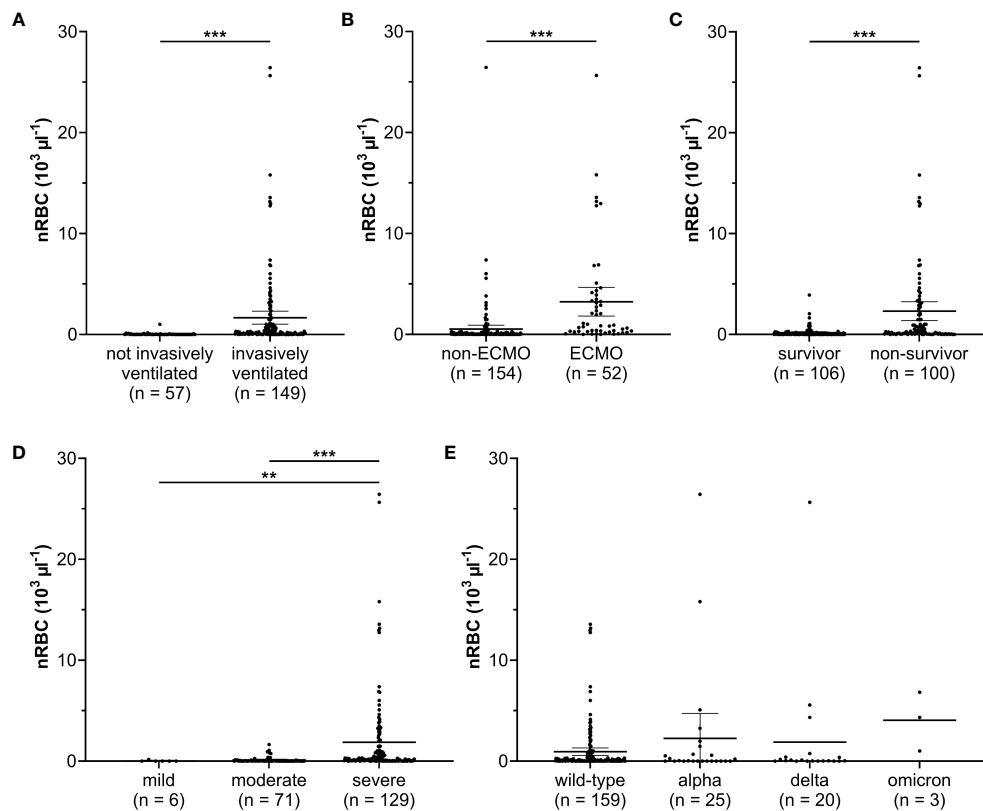 A
30
20
10
0
nRBC (10³ µl⁻¹)
***
not invasively
ventilated
(n = 57)
invasively
ventilated
(n = 149)
B
30
20
10
0
nRBC (10³ µl⁻¹)
***
non-ECMO
(n = 154)
ECMO
(n = 52)
C
30
20
10
0
nRBC (10³ µl⁻¹)
***
survivor
(n = 106)
non-survivor
(n = 100)
D
30
20
10
0
nRBC (10³ µl⁻¹)
***
**
mild
(n = 6)
moderate
(n = 71)
severe
(n = 129)
E
30
20
10
0
nRBC (10³ µl⁻¹)
wild-type
(n = 159)
alpha
(n = 25)
delta
(n = 20)
omicron
(n = 3)